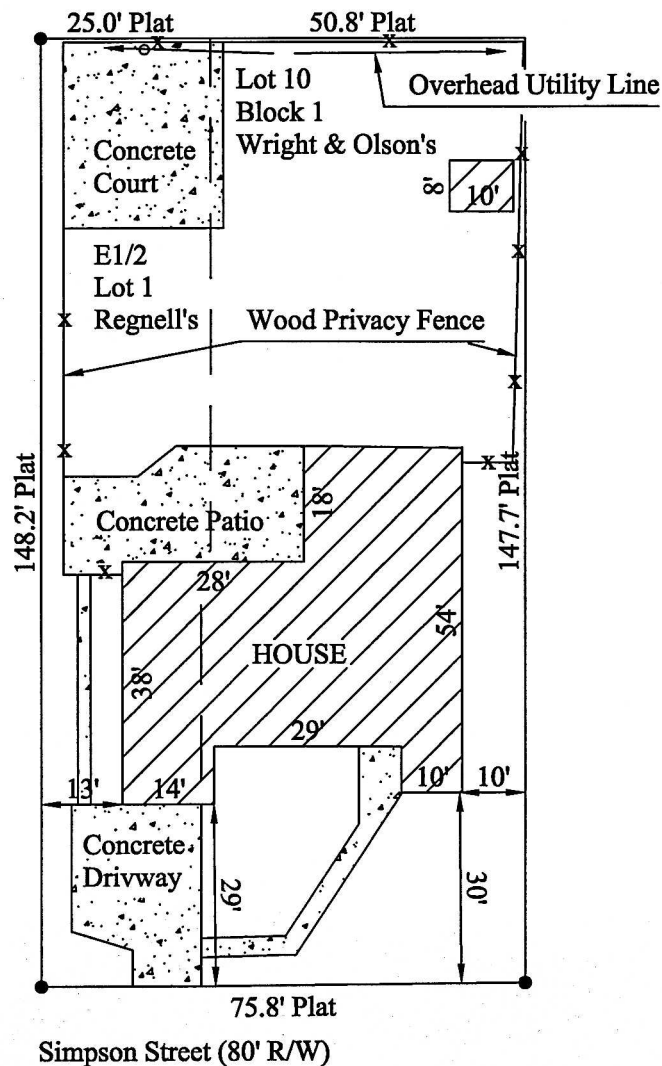 25.0' Plat
50.8' Plat
Lot 10
Block 1
Wright & Olson's
Overhead Utility Line
Concrete
Court
8'
10'
E1/2
Lot 1
Regnell's
Wood Privacy Fence
148.2' Plat
147.7' Plat
Concrete Patio
18'
28'
HOUSE
54'
38'
29'
13'
14'
10'
10'
Concrete
Drivway
29'
30'
75.8' Plat
Simpson Street (80' R/W)